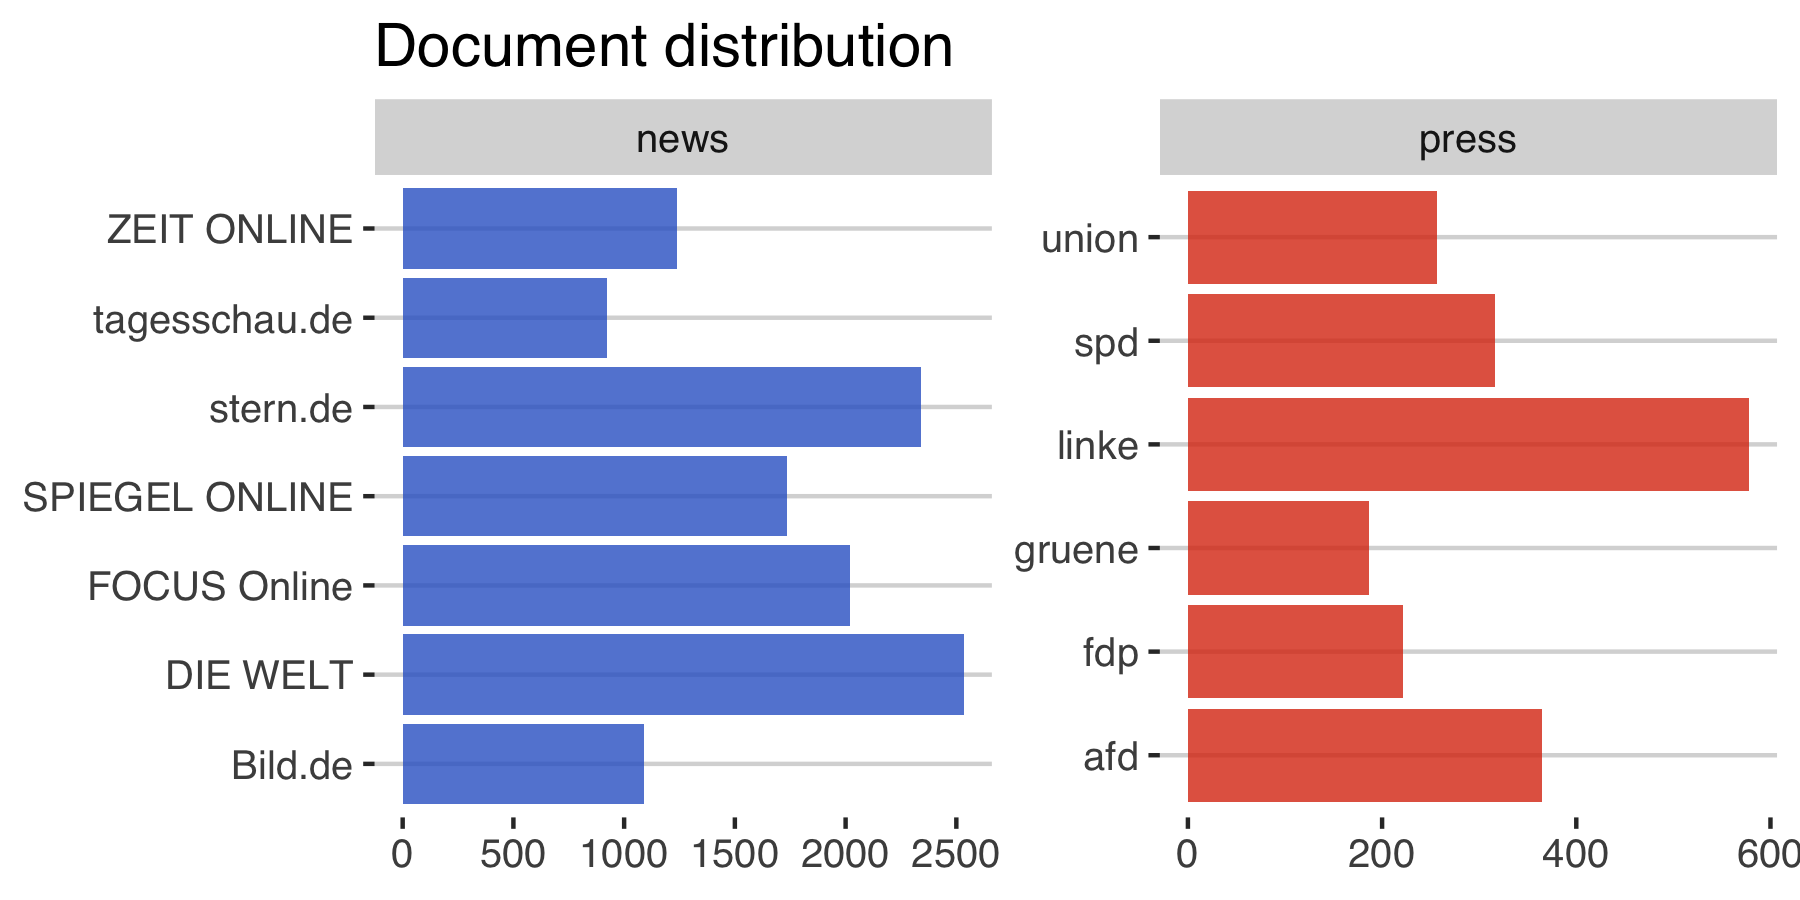 Document distribution
news
ZEIT ONLINE
tagesschau.de
stern.de
SPIEGEL ONLINE
FOCUS Online
DIE WELT
Bild.de
0 500 1000 1500 2000 2500
press
union
spd
linke
gruene
fdp
afd
0 200 400 600